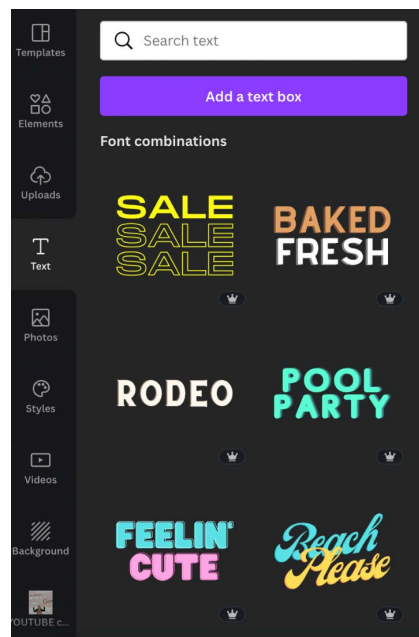 Templates
Elements
Uploads
Text
Photos
Styles
Videos
Background
OUTUBE c...
Search text
Add a text box
Font combinations
SALE
SALE
SALE
BAKED
FRESH
RODEO
POOL
PARTY
FEELIN'
CUTE
Beach
Please